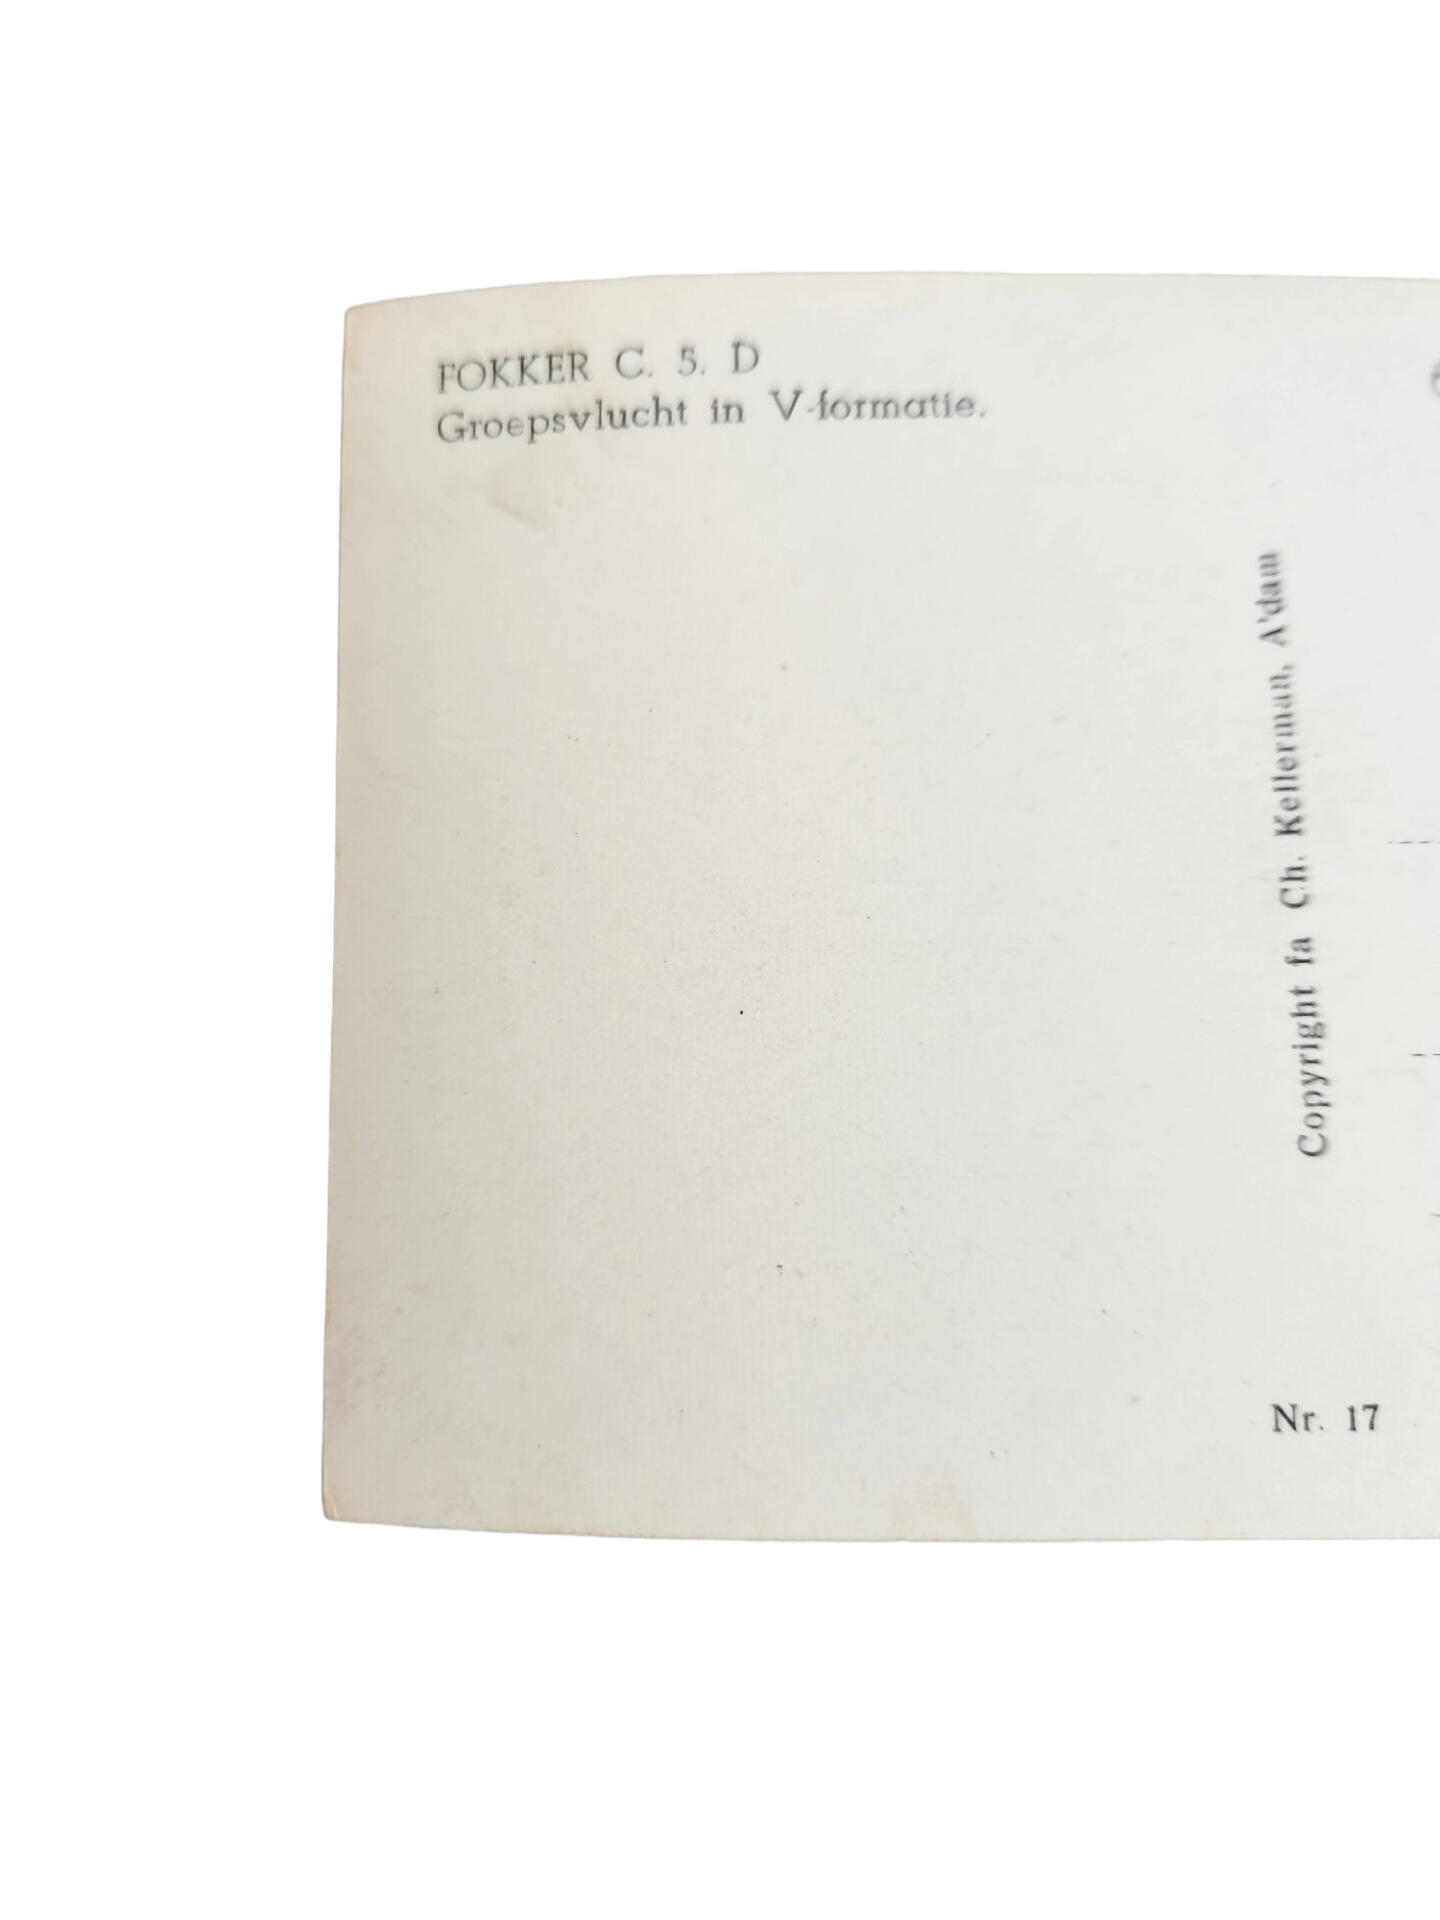 FOKKER C. 5. D
Groepsvlucht in V-formatie.
Copyright fa Ch. Kellerman, A'dam
Nr. 17